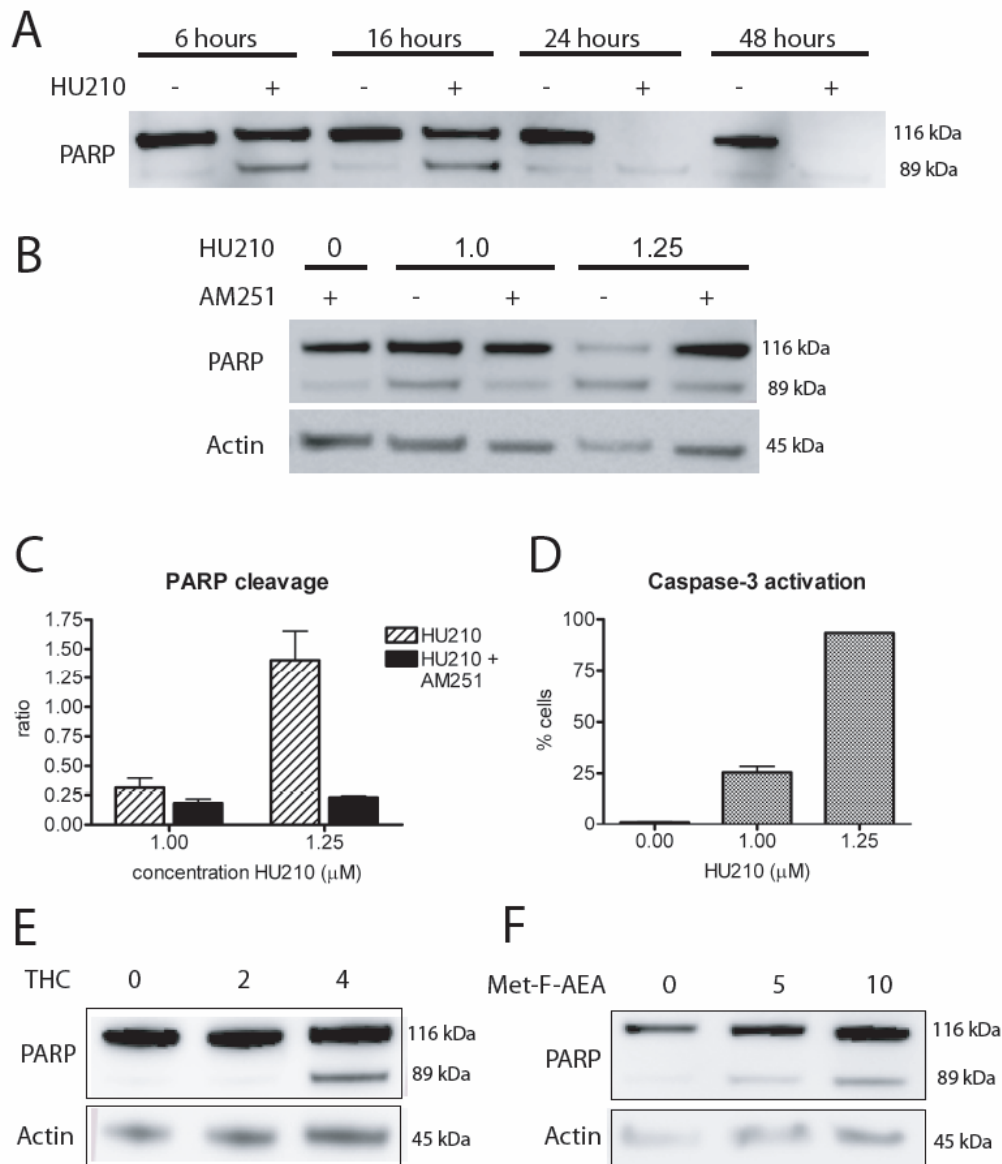 A
6 hours 16 hours 24 hours 48 hours
HU210 - + - + - + - +
PARP
116 kDa
89 kDa
B
HU210 0 1.0 1.25
AM251 + - + - +
PARP
116 kDa
89 kDa
Actin 45 kDa
C
PARP cleavage
1.75
1.50
1.25
1.00
0.75
0.50
0.25
0.00
ratio
HU210
HU210 +
AM251
1.00 1.25
concentration HU210 (μM)
D
Caspase-3 activation
100
75
50
25
0
% cells
0.00 1.00 1.25
HU210 (μM)
E
THC 0 2 4
PARP
116 kDa
89 kDa
Actin 45 kDa
F
Met-F-AEA 0 5 10
PARP
116 kDa
89 kDa
Actin 45 kDa